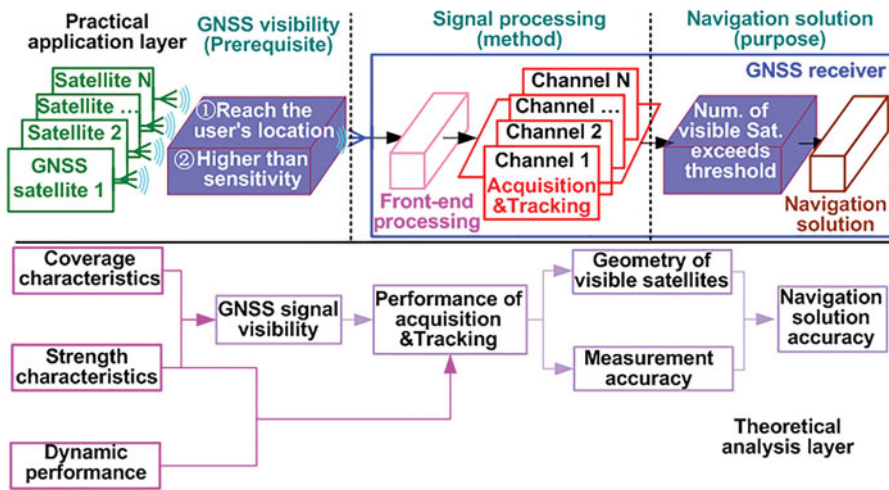 Practical
application layer
GNSS visibility
(Prerequisite)
Signal processing
(method)
Navigation solution
(purpose)
GNSS receiver
Satellite N
Satellite ...
Satellite 2
GNSS
satellite 1
①Reach the
user's location
②Higher than
sensitivity
Front-end
processing
Channel N
Channel ...
Channel 2
Channel 1
Acquisition
&Tracking
Num. of
visible Sat.
exceeds
threshold
Navigation
solution
Coverage
characteristics
Strength
characteristics
Dynamic
performance
GNSS signal
visibility
Performance of
acquisition
&Tracking
Geometry of
visible satellites
Measurement
accuracy
Navigation
solution
accuracy
Theoretical
analysis layer